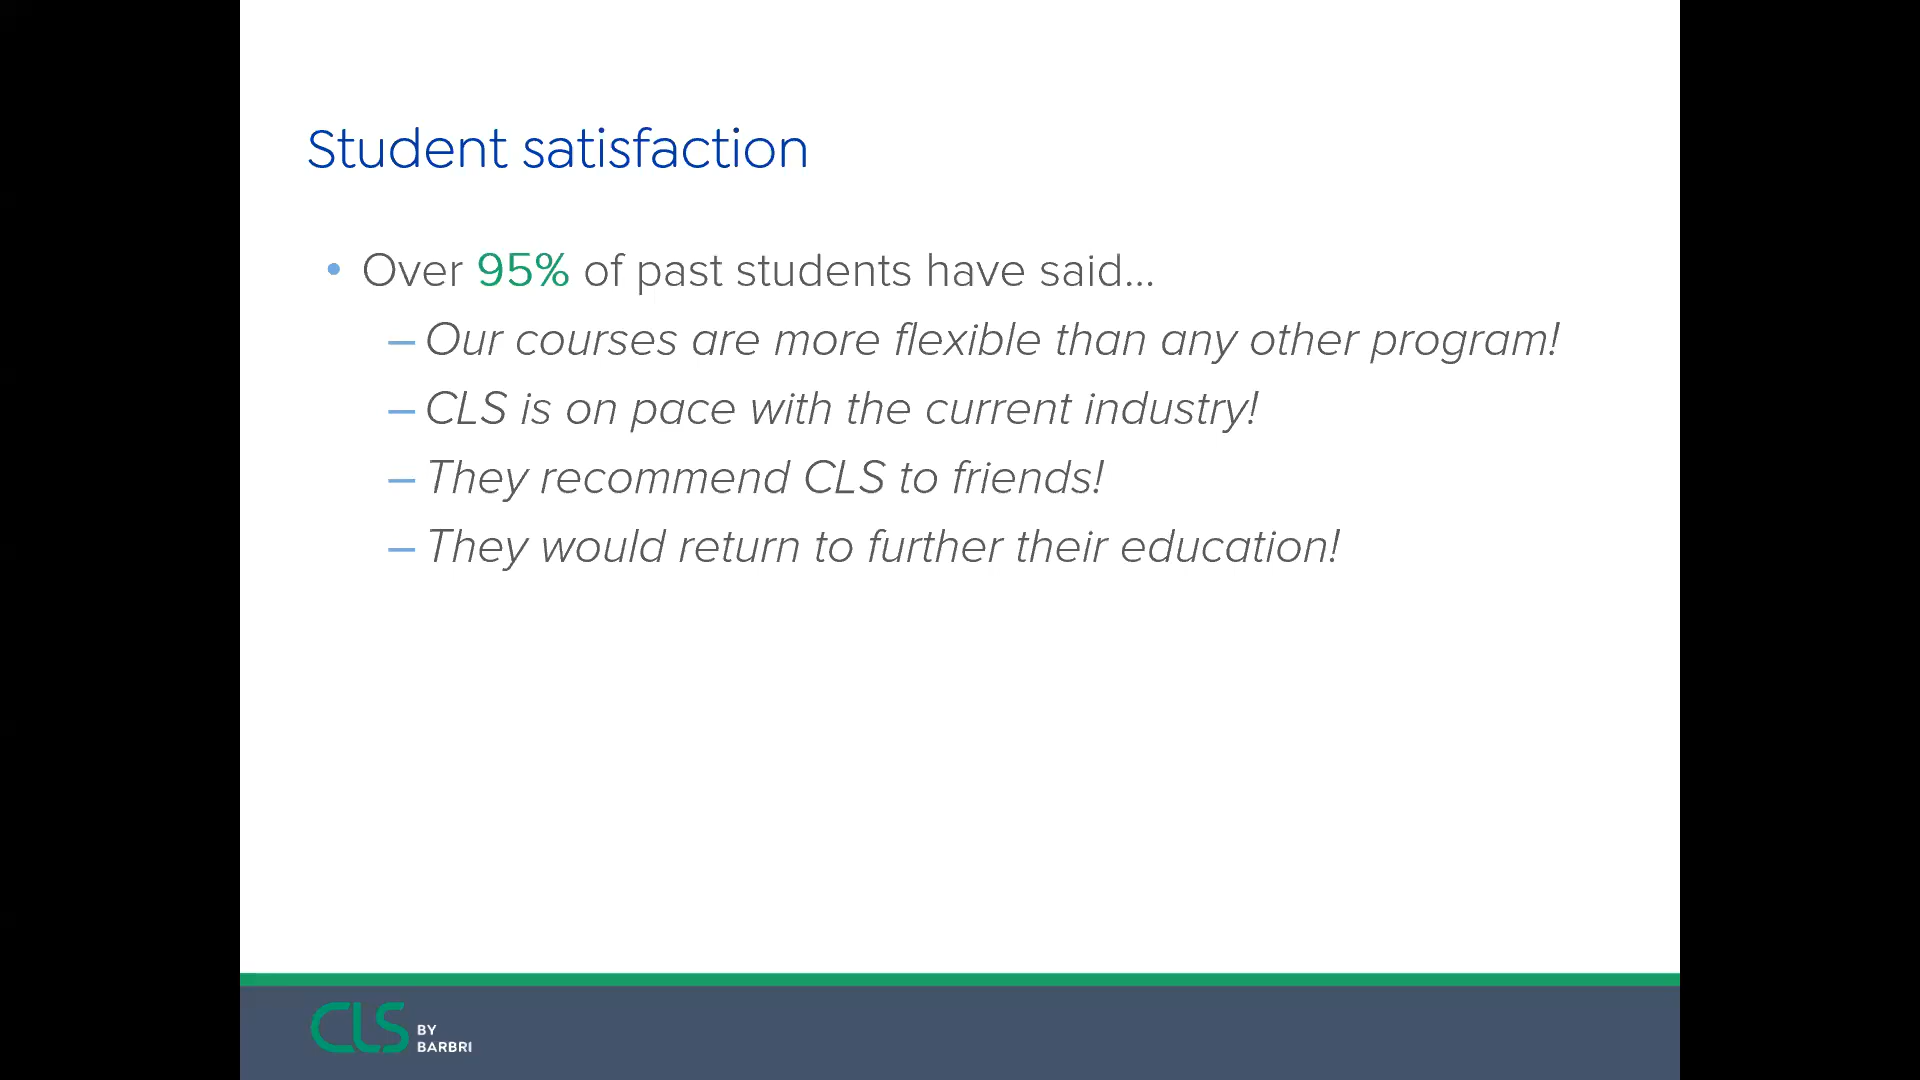 Student satisfaction
• Over 95% of past students have said...
– Our courses are more flexible than any other program!
– CLS is on pace with the current industry!
– They recommend CLS to friends!
– They would return to further their education!
CLS BY
BARBRI